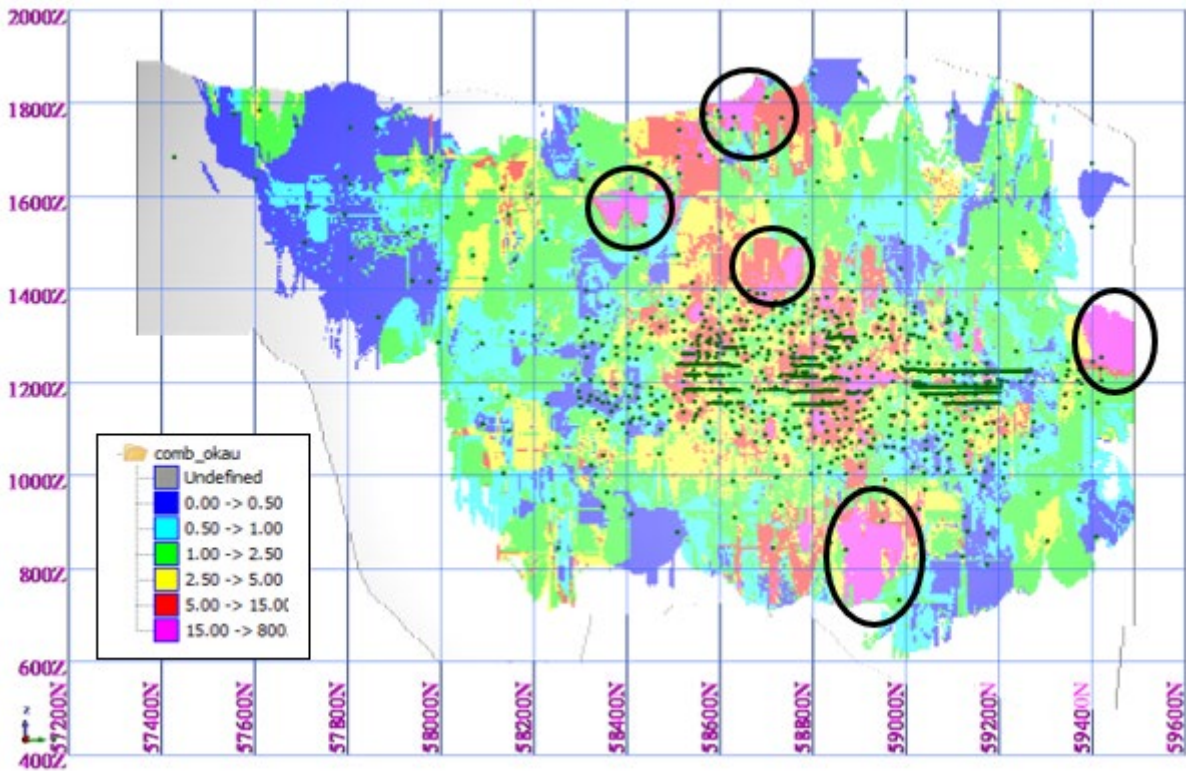 2000Z
1800Z
1600Z
1400Z
1200Z
1000Z
800Z
600Z
400Z
comb_okau
Undefined
0.00 -> 0.50
0.50 -> 1.00
1.00 -> 2.50
2.50 -> 5.00
5.00 -> 15.00
15.00 -> 800.
z
57200N
57400N
57600N
57800N
58000N
58200N
58400N
58600N
58800N
59000N
59200N
59400N
59600N